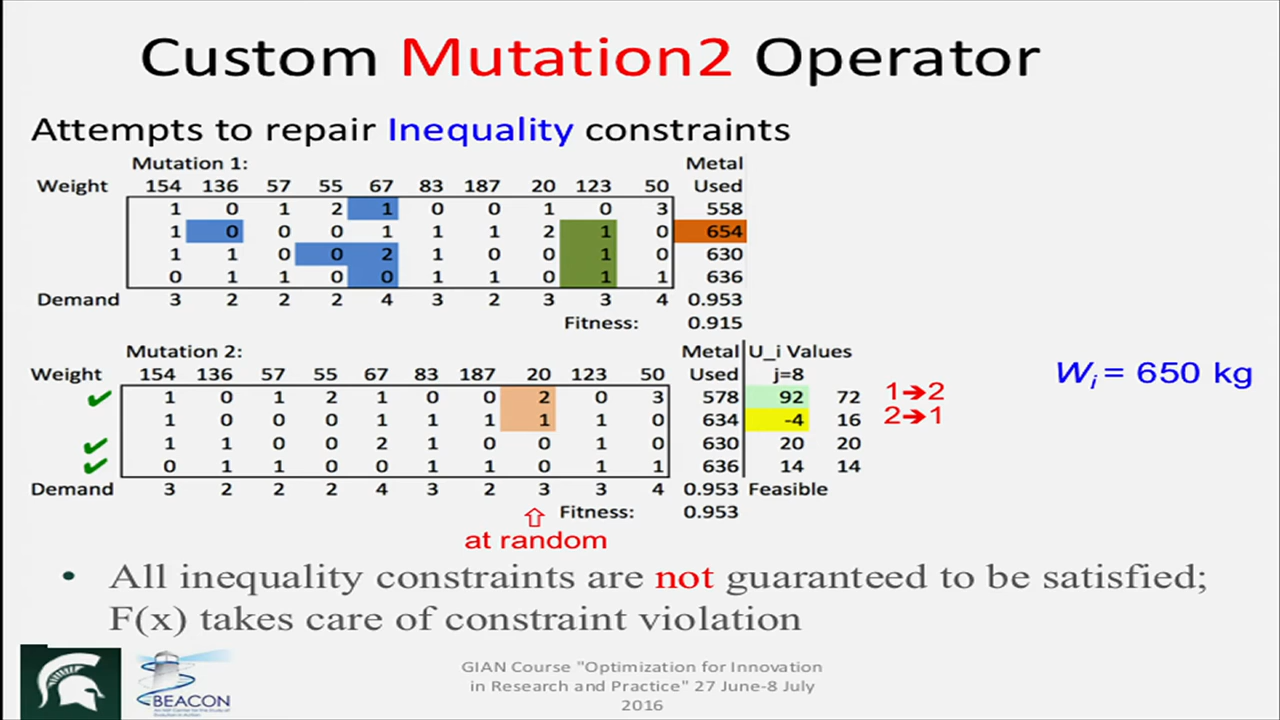 Custom Mutation2 Operator
Attempts to repair Inequality constraints
Mutation 1: Metal
Weight 154 136 57 55 67 83 187 20 123 50 Used
1 0 1 2 1 0 0 1 0 3 558
1 0 0 0 1 1 1 2 1 0 654
1 1 0 0 2 1 0 0 1 0 630
0 1 1 0 0 1 1 0 1 1 636
Demand 3 2 2 2 4 3 2 3 3 4 0.953
Fitness: 0.915
Mutation 2: Metal U_i Values
Weight 154 136 57 55 67 83 187 20 123 50 Used j=8
✔ 1 0 1 2 1 0 0 2 0 3 578 92 72 1➔2
1 0 0 0 1 1 1 1 1 0 634 -4 16 2➔1
✔ 1 1 0 0 2 1 0 0 1 0 630 20 20
✔ 0 1 1 0 0 1 1 0 1 1 636 14 14
Demand 3 2 2 2 4 3 2 3 3 4 0.953 Feasible
Fitness: 0.953
at random
Wi = 650 kg
• All inequality constraints are not guaranteed to be satisfied;
F(x) takes care of constraint violation
BEACON
GIAN Course "Optimization for Innovation
in Research and Practice" 27 June-8 July
2016